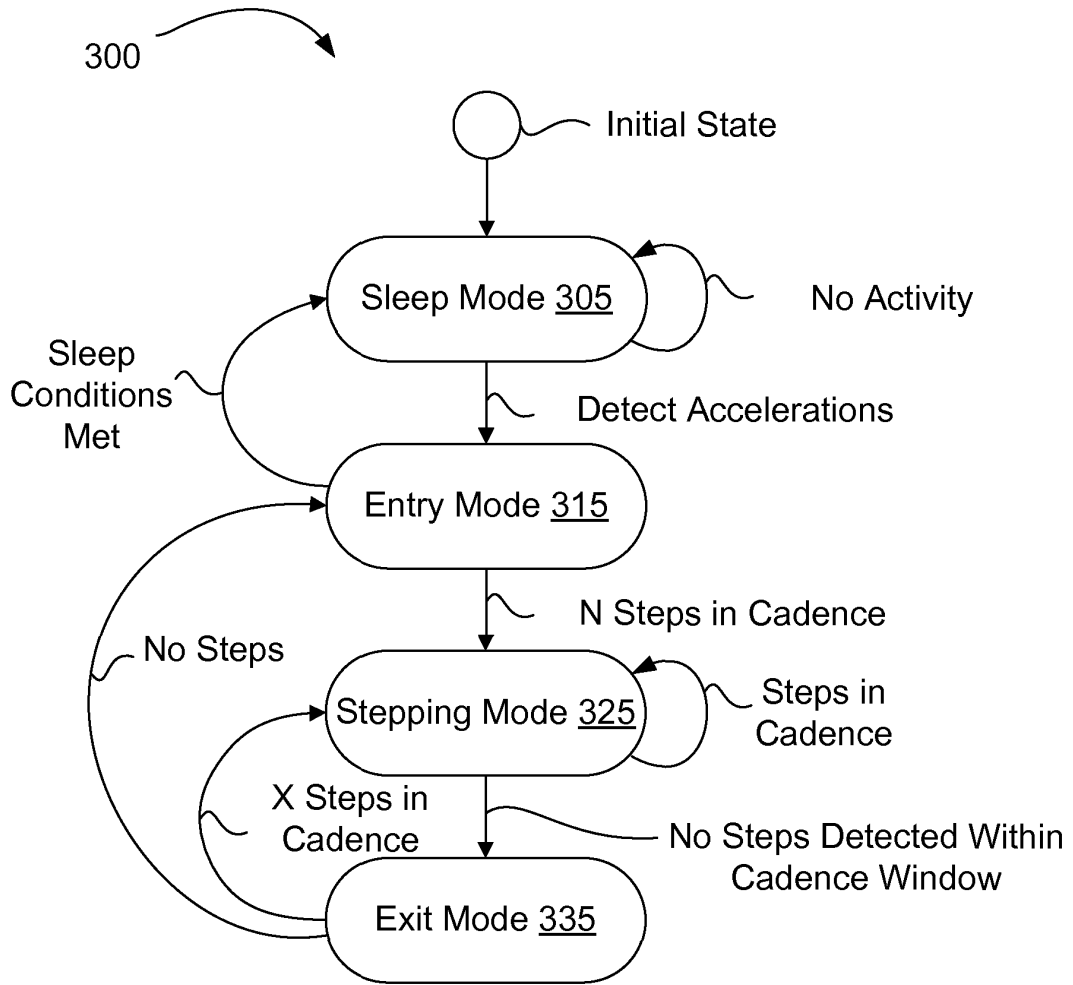 300
Initial State
Sleep Mode 305
No Activity
Sleep
Conditions
Met
Detect Accelerations
Entry Mode 315
N Steps in Cadence
No Steps
Stepping Mode 325
Steps in
Cadence
X Steps in
Cadence
No Steps Detected Within
Cadence Window
Exit Mode 335